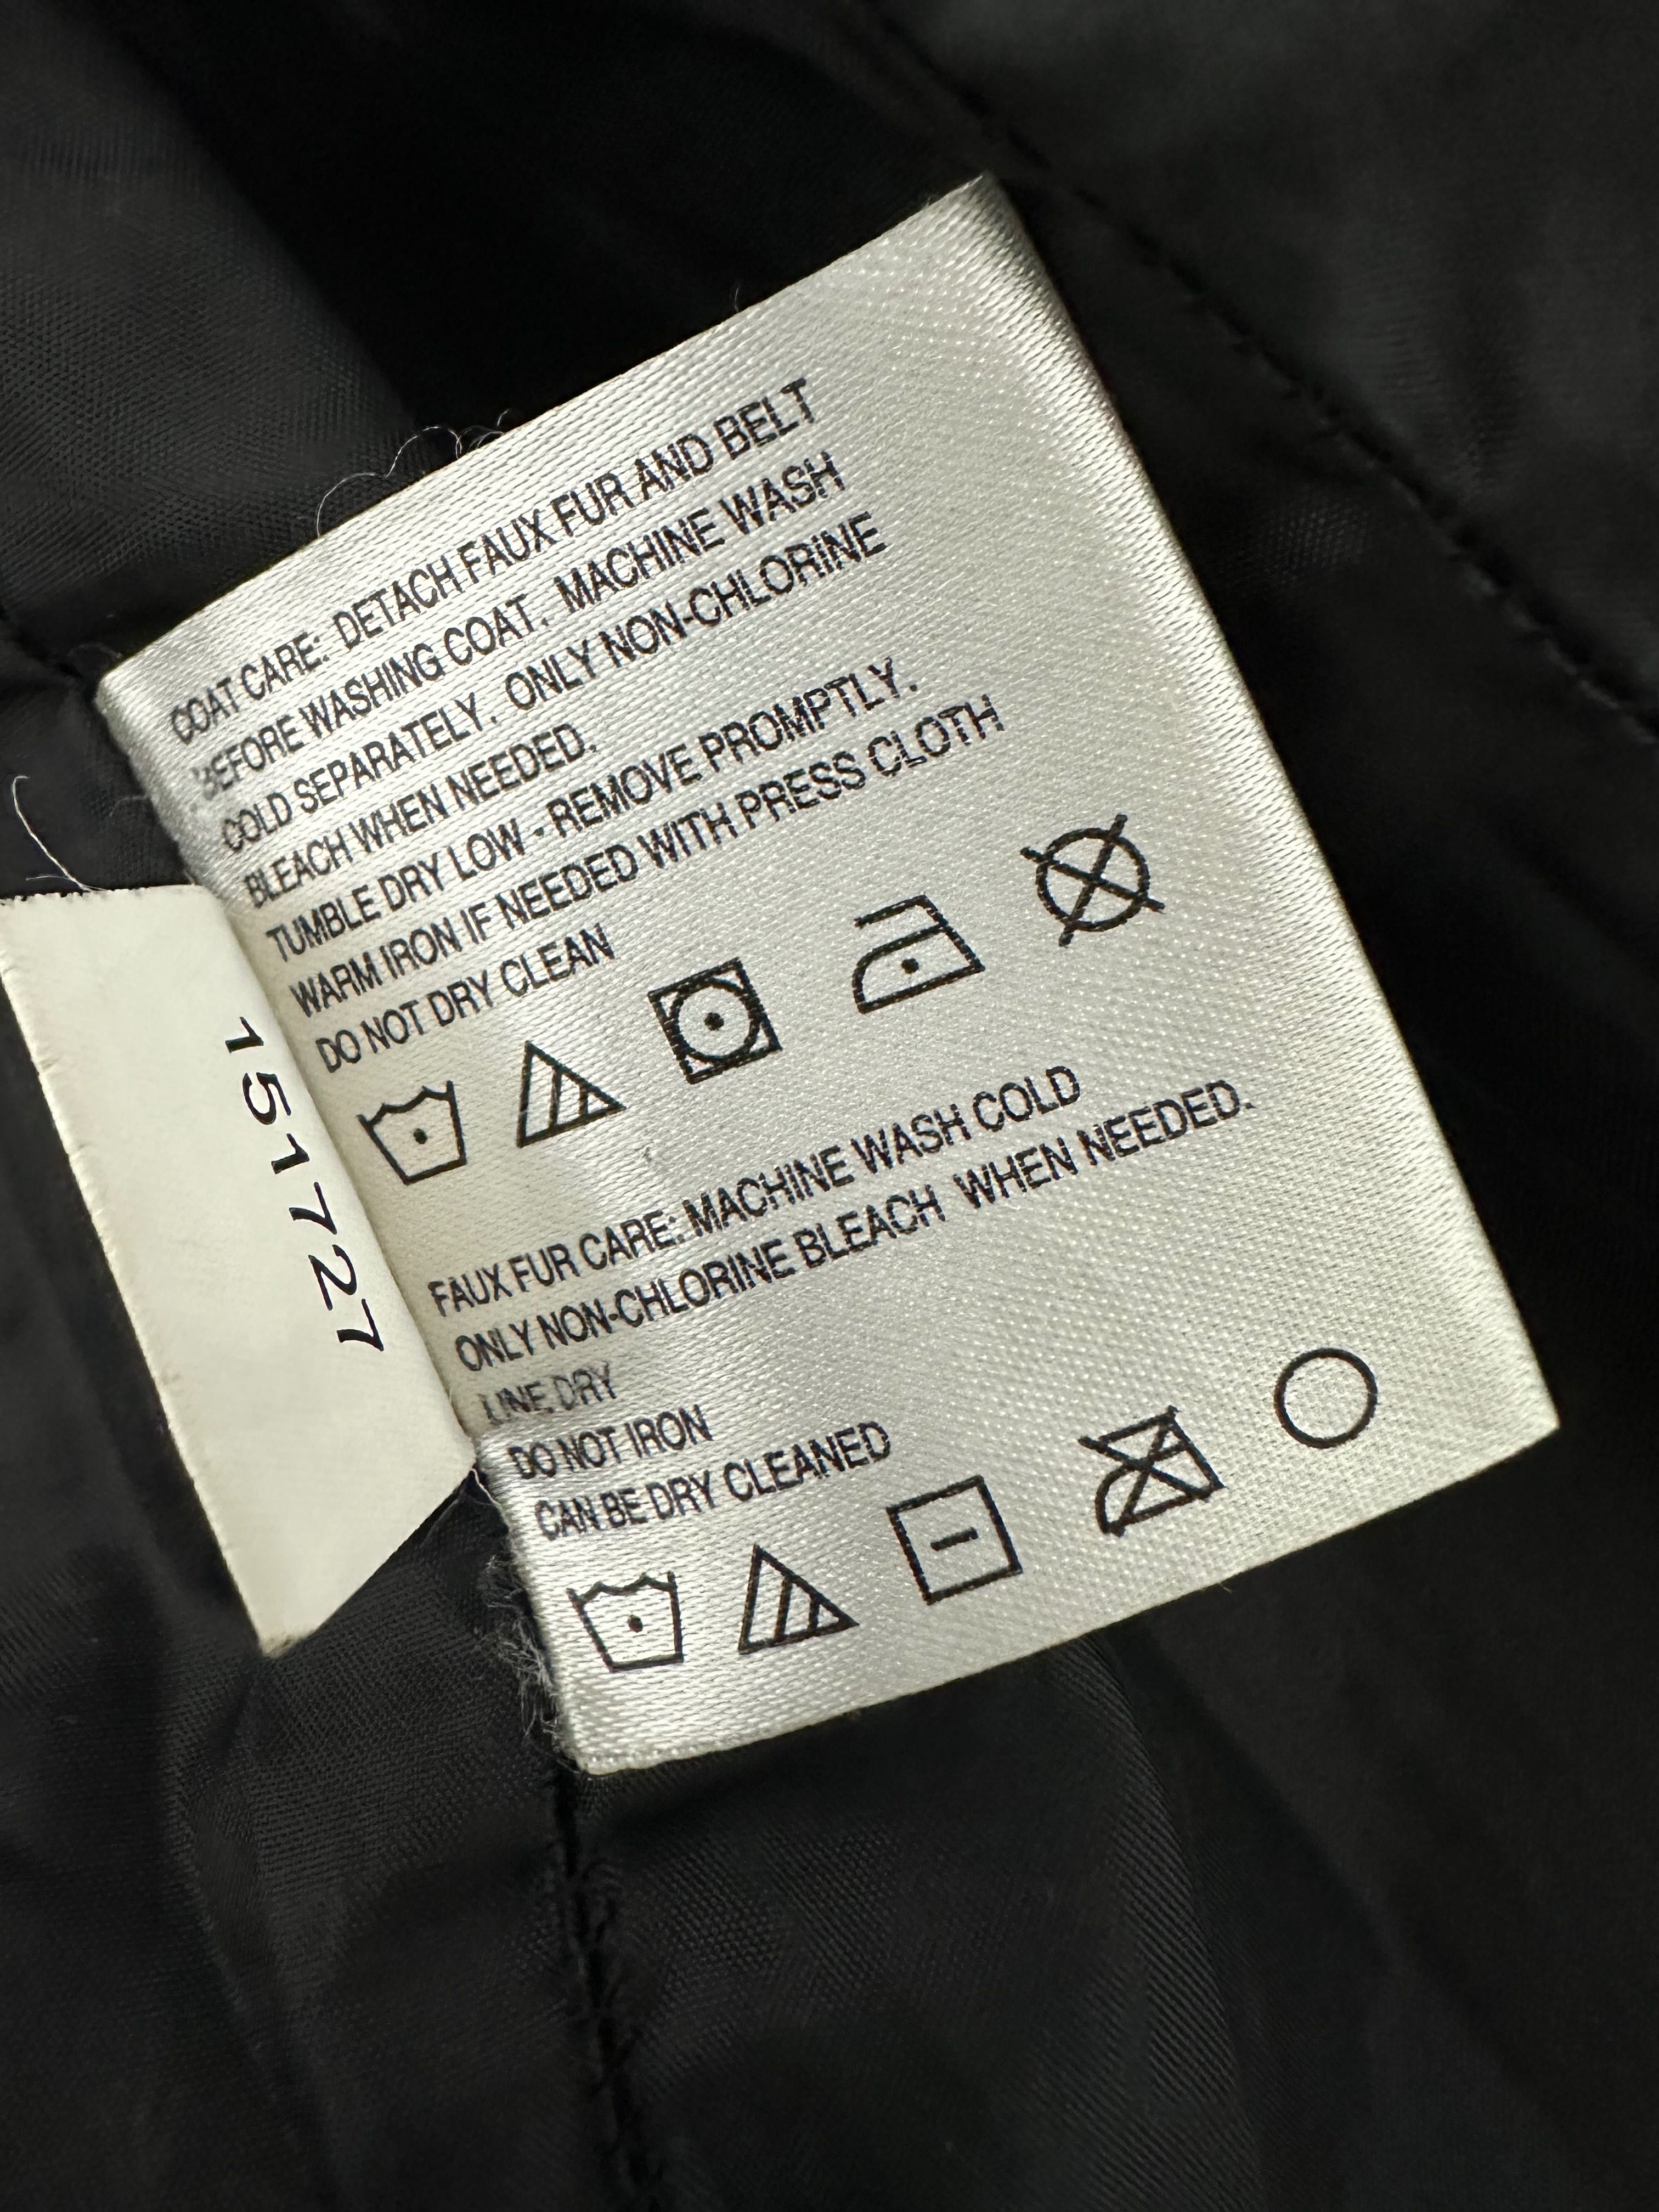 COAT CARE: DETACH FAUX FUR AND BELT
BEFORE WASHING COAT. MACHINE WASH
COLD SEPARATELY. ONLY NON-CHLORINE
BLEACH WHEN NEEDED.
TUMBLE DRY LOW - REMOVE PROMPTLY.
WARM IRON IF NEEDED WITH PRESS CLOTH
DO NOT DRY CLEAN
FAUX FUR CARE: MACHINE WASH COLD
ONLY NON-CHLORINE BLEACH WHEN NEEDED.
LINE DRY
DO NOT IRON
CAN BE DRY CLEANED
151727